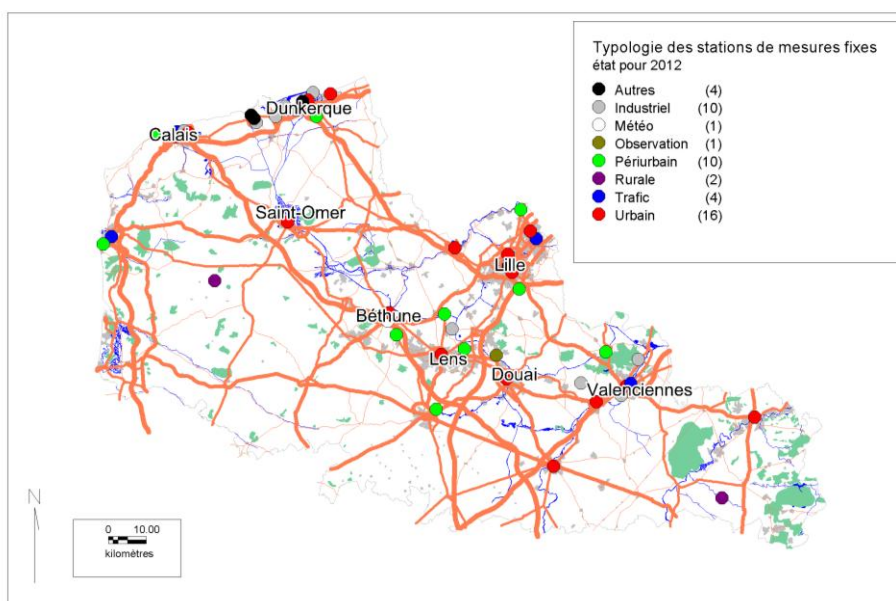 Typologie des stations de mesures fixes
état pour 2012
Autres (4)
Industriel (10)
Météo (1)
Observation (1)
Périurbain (10)
Rurale (2)
Trafic (4)
Urbain (16)
Dunkerque
Calais
Saint-Omer
Lille
Béthune
Lens
Douai
Valenciennes
N
0 10.00
kilomètres